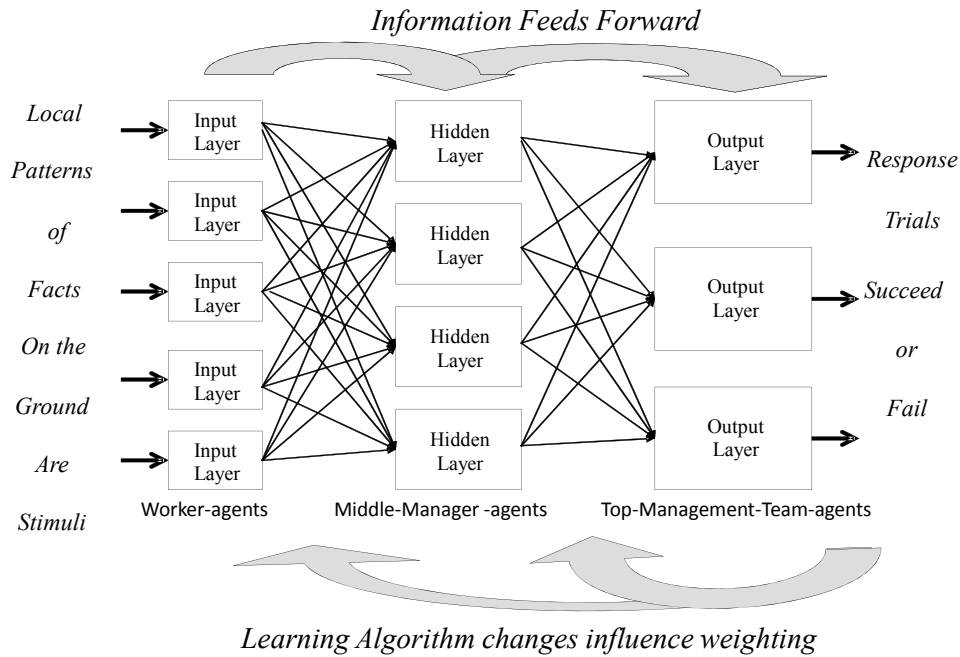 Information Feeds Forward
Local
Patterns
of
Facts
On the
Ground
Are
Stimuli
Input
Layer
Input
Layer
Input
Layer
Input
Layer
Input
Layer
Worker-agents
Hidden
Layer
Hidden
Layer
Hidden
Layer
Hidden
Layer
Middle-Manager -agents
Output
Layer
Output
Layer
Output
Layer
Top-Management-Team-agents
Response
Trials
Succeed
or
Fail
Learning Algorithm changes influence weighting